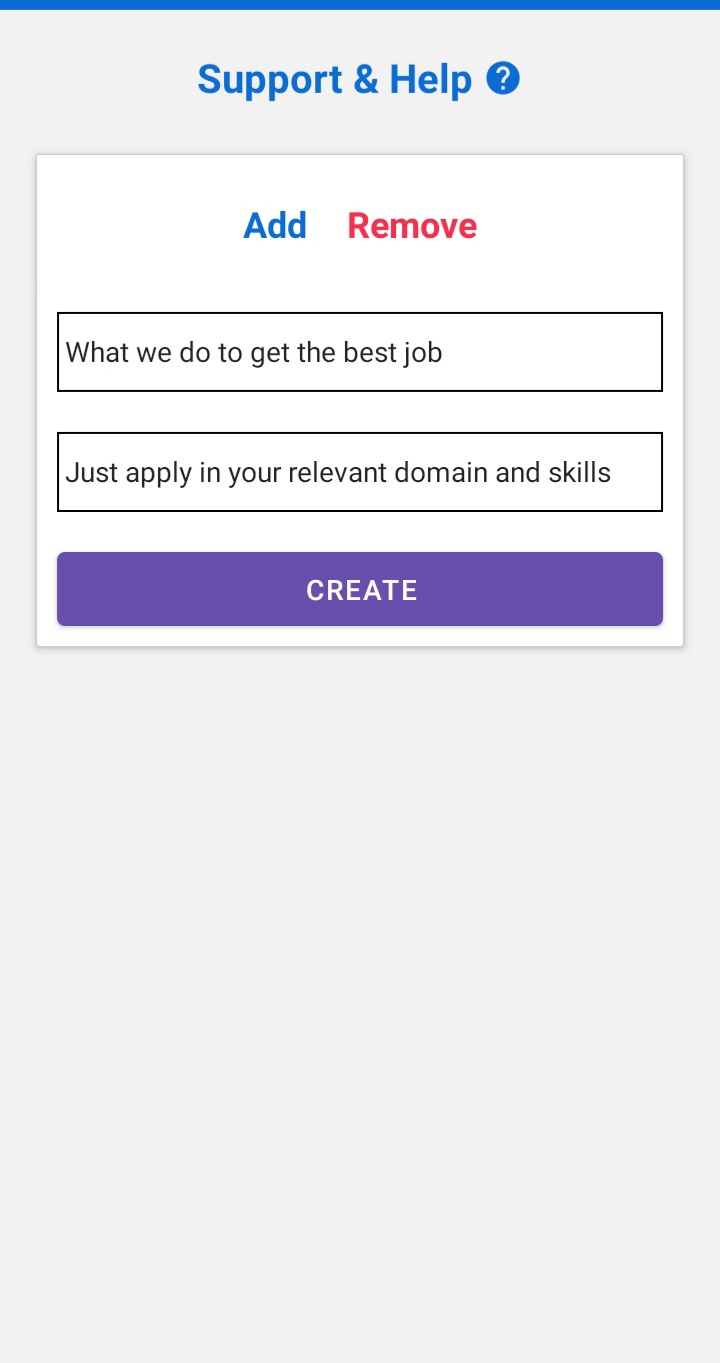 Support & Help ?
Add Remove
What we do to get the best job
Just apply in your relevant domain and skills
CREATE